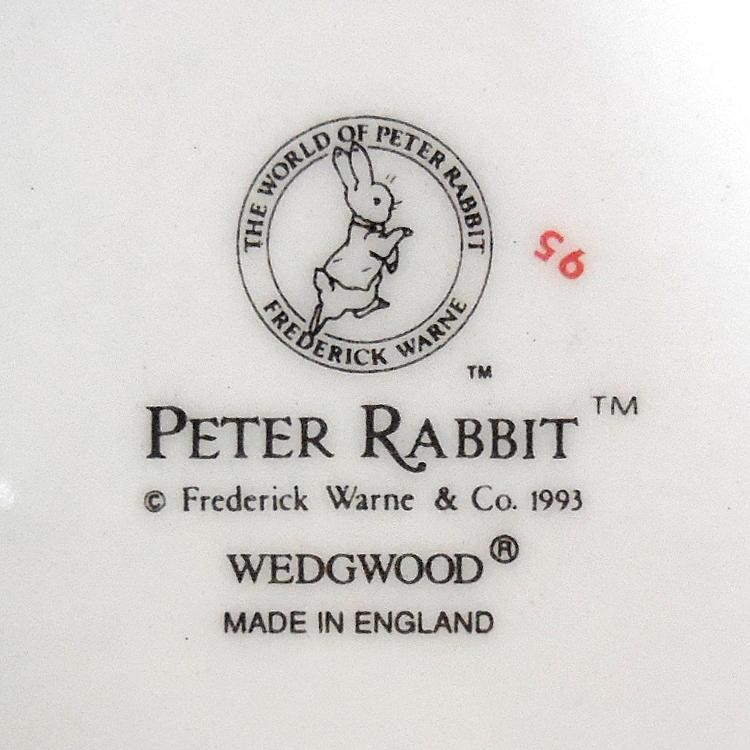 THE WORLD OF PETER RABBIT
FREDERICK WARNE
TM
95
PETER RABBIT TM
© Frederick Warne & Co. 1993
WEDGWOOD®
MADE IN ENGLAND